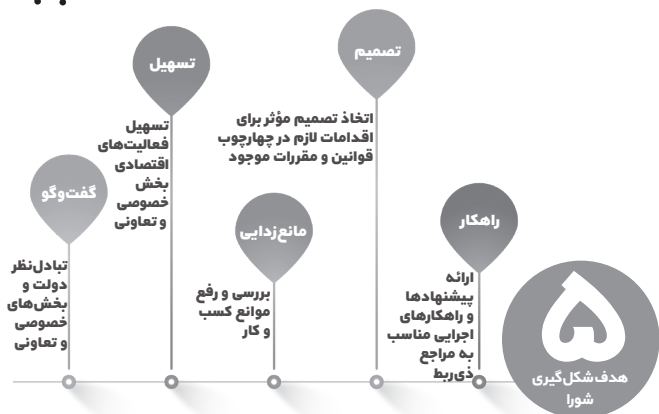 ۵
هدف شکل‌گیری
شورا
راهکار
ارائه
پیشنهادها
و راهکارهای
اجرایی مناسب
به مراجع
ذی‌ربط
تصمیم
اتخاذ تصمیم مؤثر برای
اقدامات لازم در چهارچوب
قوانین و مقررات موجود
مانع‌زدایی
بررسی و رفع
موانع کسب
و کار
تسهیل
تسهیل
فعالیت‌های
اقتصادی
بخش
خصوصی
و تعاونی
گفت‌وگو
تبادل‌نظر
دولت و
بخش‌های
خصوصی
و تعاونی